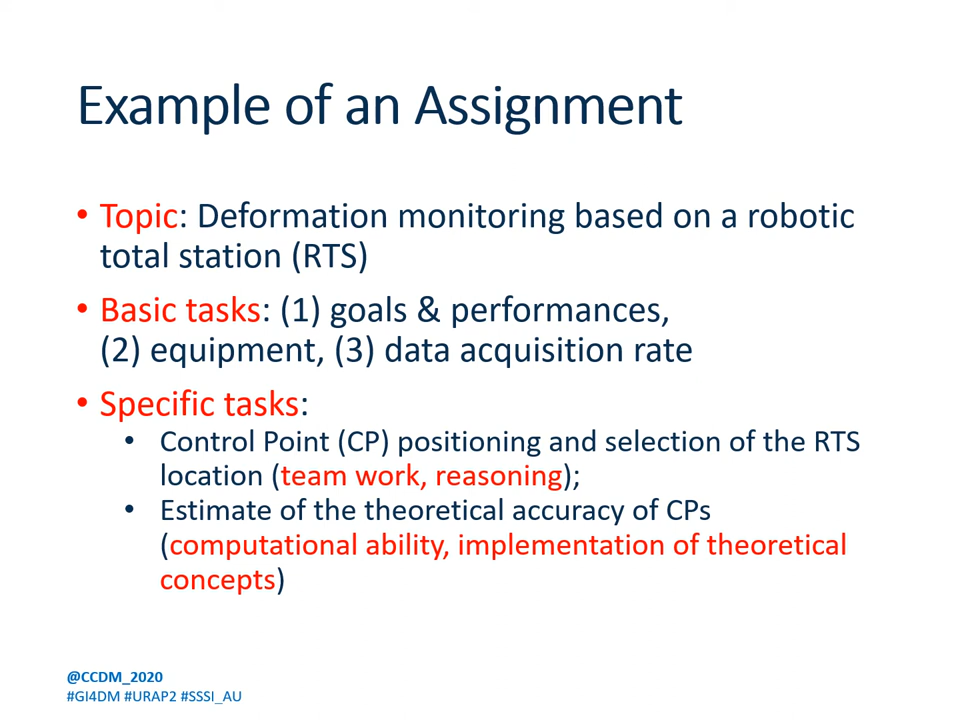 Example of an Assignment
• Topic: Deformation monitoring based on a robotic
total station (RTS)
• Basic tasks: (1) goals & performances,
(2) equipment, (3) data acquisition rate
• Specific tasks:
• Control Point (CP) positioning and selection of the RTS
location (team work, reasoning);
• Estimate of the theoretical accuracy of CPs
(computational ability, implementation of theoretical
concepts)
@CCDM_2020
#GI4DM #URAP2 #SSSI_AU